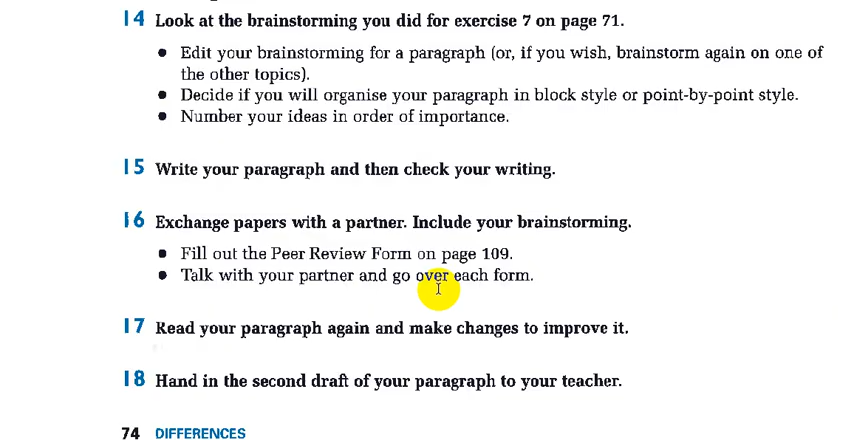 14 Look at the brainstorming you did for exercise 7 on page 71.
• Edit your brainstorming for a paragraph (or, if you wish, brainstorm again on one of
the other topics).
• Decide if you will organise your paragraph in block style or point-by-point style.
• Number your ideas in order of importance.
15 Write your paragraph and then check your writing.
16 Exchange papers with a partner. Include your brainstorming.
• Fill out the Peer Review Form on page 109.
• Talk with your partner and go over each form.
17 Read your paragraph again and make changes to improve it.
18 Hand in the second draft of your paragraph to your teacher.
74 DIFFERENCES